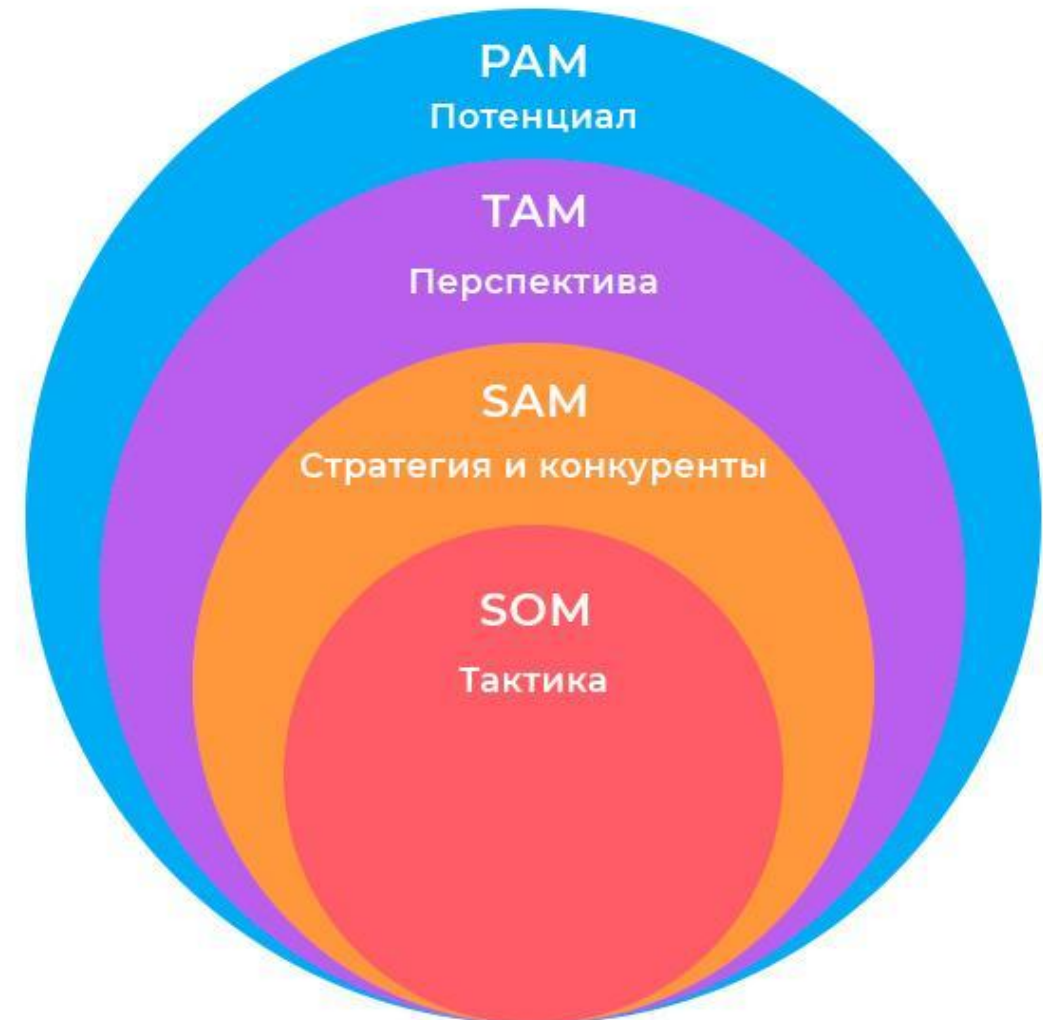 PAM
Потенциал
TAM
Перспектива
SAM
Стратегия и конкуренты
SOM
Тактика